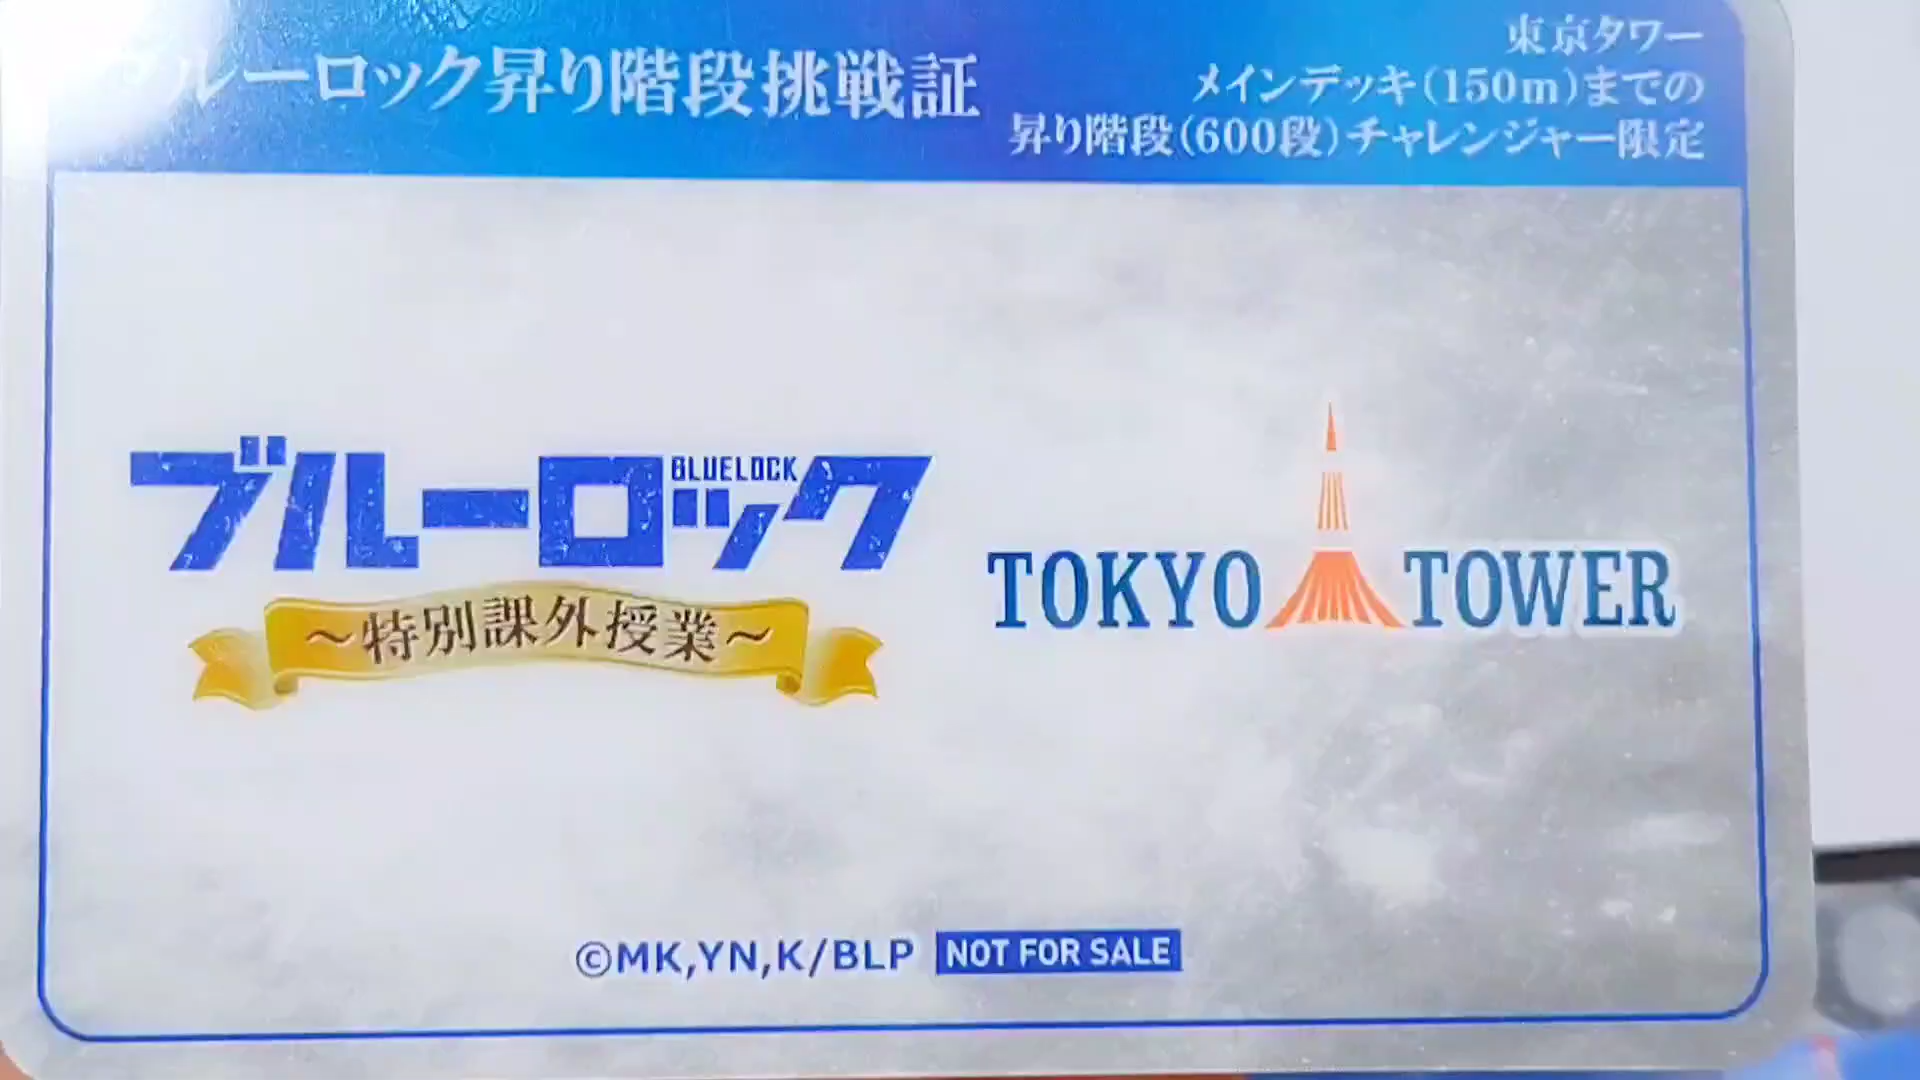 ブルーロック昇り階段挑戦証
東京タワー
メインデッキ(150m)までの
昇り階段(600段)チャレンジャー限定
ブルーロック
BLUELOCK
～特別課外授業～
TOKYO TOWER
©MK,YN,K/BLP NOT FOR SALE